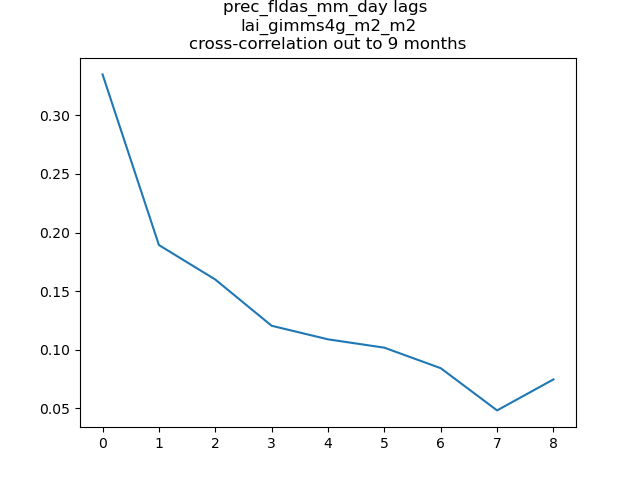 prec_fldas_mm_day lags
lai_gimms4g_m2_m2
cross-correlation out to 9 months
0.30
0.25
0.20
0.15
0.10
0.05
0 1 2 3 4 5 6 7 8